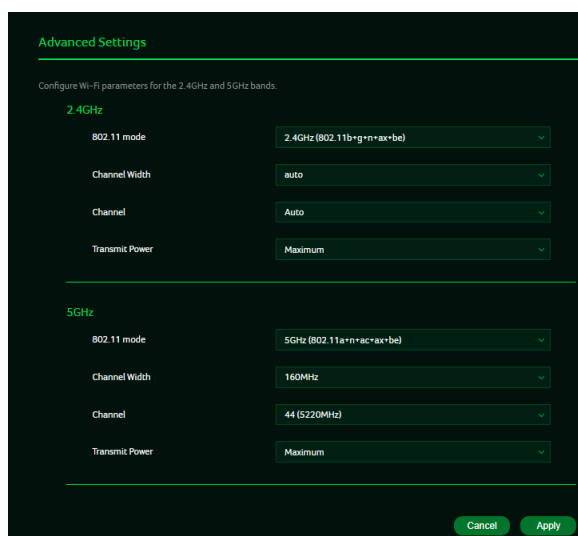 Advanced Settings
Configure Wi-Fi parameters for the 2.4GHz and 5GHz bands.
2.4GHz
802.11 mode 2.4GHz (802.11b+g+n+ax+be)
Channel Width auto
Channel Auto
Transmit Power Maximum
5GHz
802.11 mode 5GHz (802.11a+n+ac+ax+be)
Channel Width 160MHz
Channel 44 (5220MHz)
Transmit Power Maximum
Cancel Apply